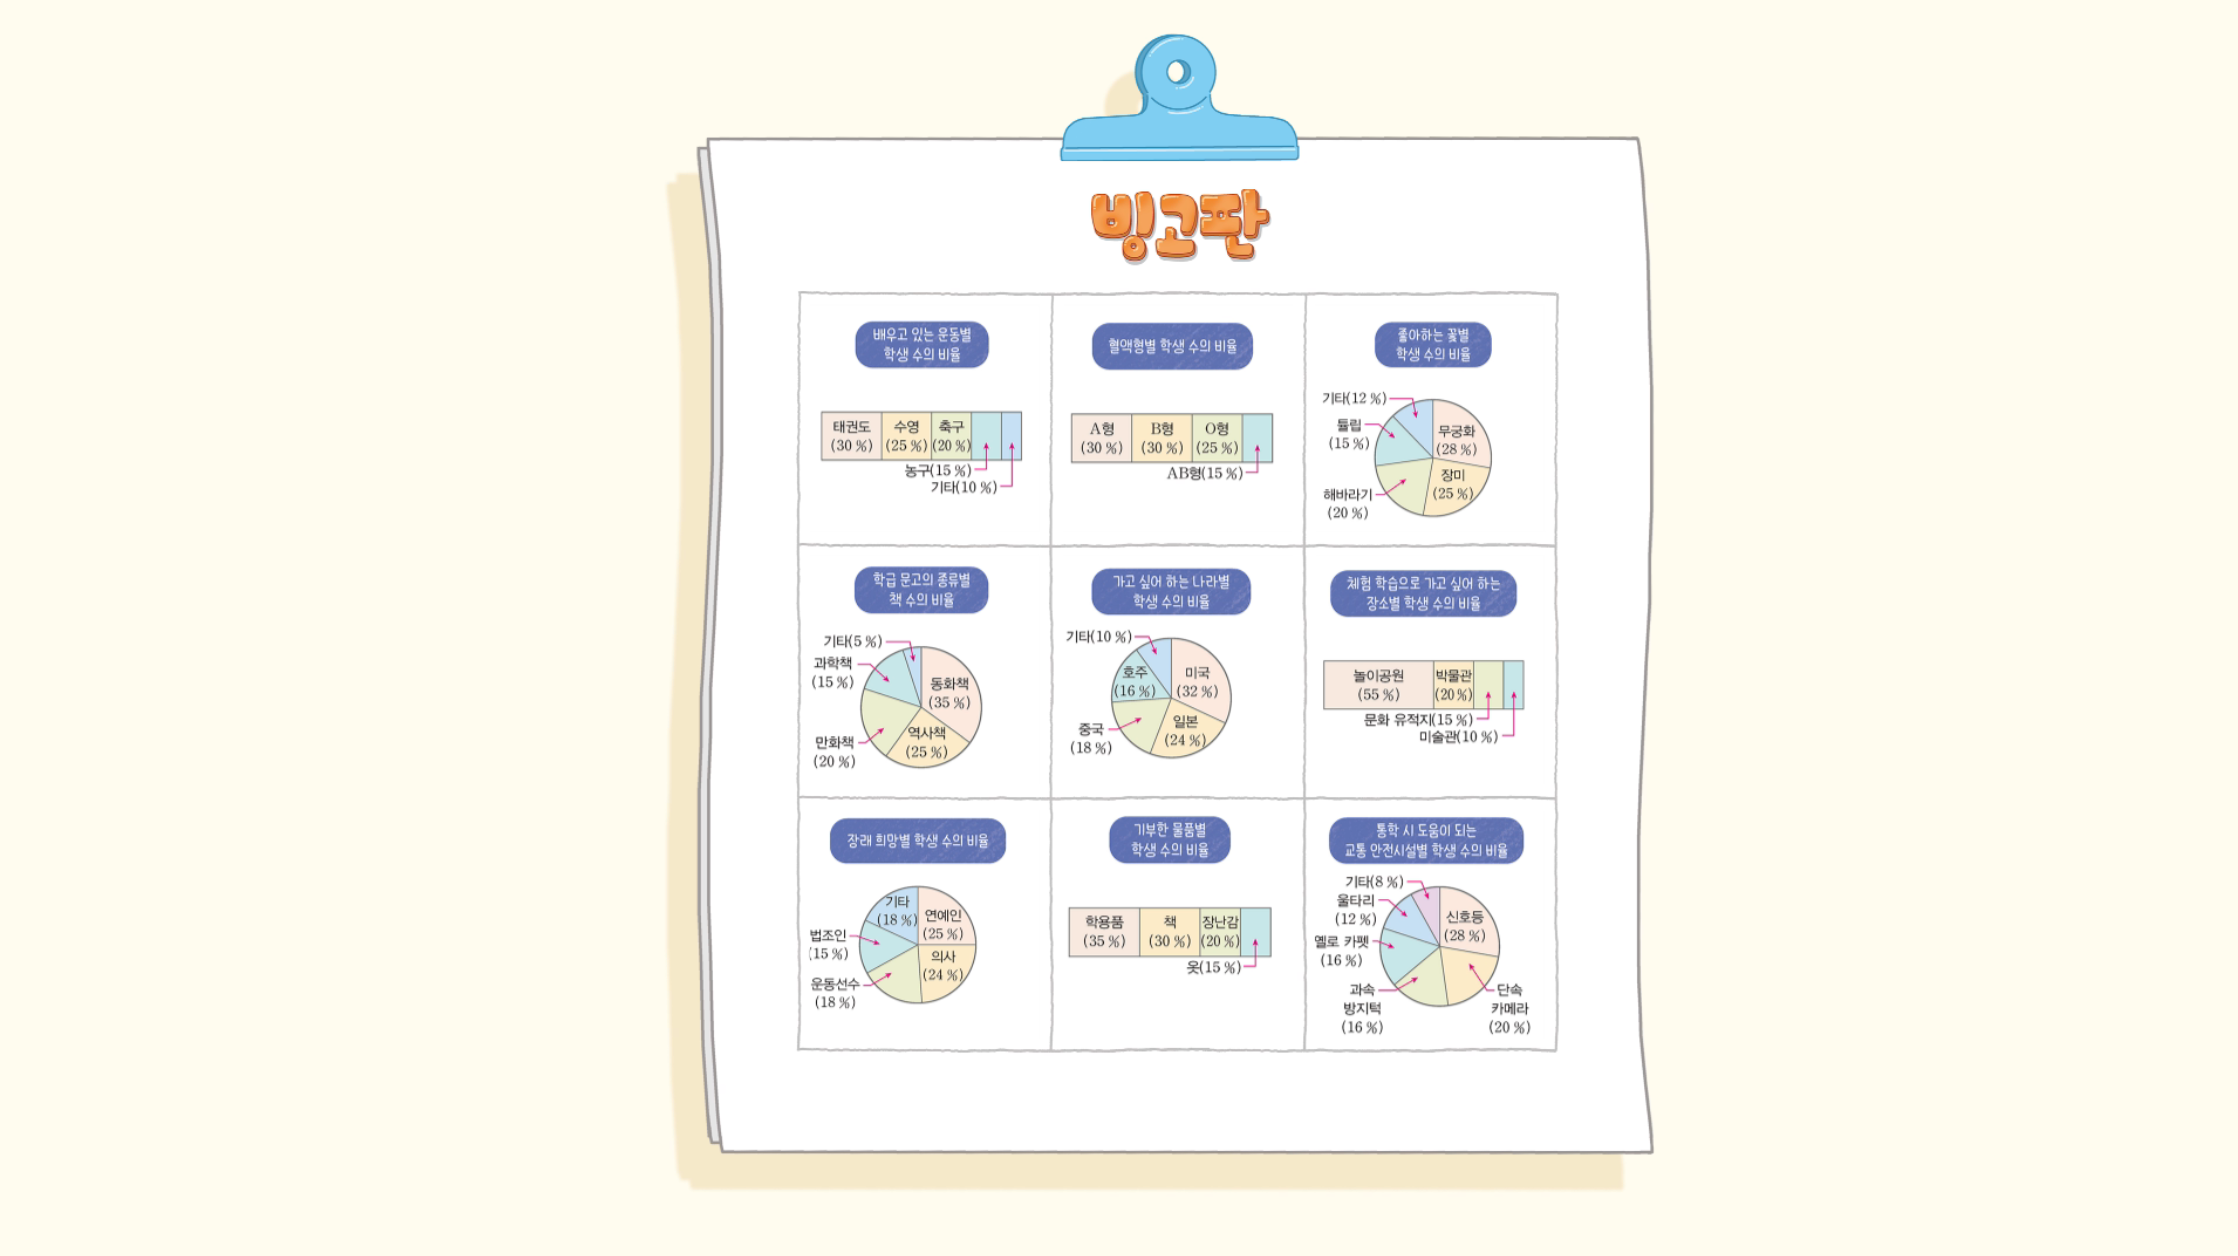 빙고판
배우고 있는 운동별
학생 수의 비율
태권도
(30 %)
수영
(25 %)
축구
(20 %)
농구(15 %)
기타(10 %)
혈액형별 학생 수의 비율
A형
(30 %)
B형
(30 %)
O형
(25 %)
AB형(15 %)
좋아하는 꽃별
학생 수의 비율
기타(12 %)
튤립
(15 %)
무궁화
(28 %)
장미
(25 %)
해바라기
(20 %)
학급 문고의 종류별
책 수의 비율
기타(5 %)
과학책
(15 %)
동화책
(35 %)
역사책
(25 %)
만화책
(20 %)
가고 싶어 하는 나라별
학생 수의 비율
기타(10 %)
호주
(16 %)
미국
(32 %)
일본
(24 %)
중국
(18 %)
체험 학습으로 가고 싶어 하는
장소별 학생 수의 비율
놀이공원
(55 %)
박물관
(20 %)
문화 유적지(15 %)
미술관(10 %)
장래 희망별 학생 수의 비율
기타
(18 %)
연예인
(25 %)
법조인
(15 %)
의사
(24 %)
운동선수
(18 %)
기부한 물품별
학생 수의 비율
학용품
(35 %)
책
(30 %)
장난감
(20 %)
옷(15 %)
통학 시 도움이 되는
교통 안전시설별 학생 수의 비율
기타(8 %)
울타리
(12 %)
신호등
(28 %)
옐로 카펫
(16 %)
과속
방지턱
(16 %)
단속
카메라
(20 %)